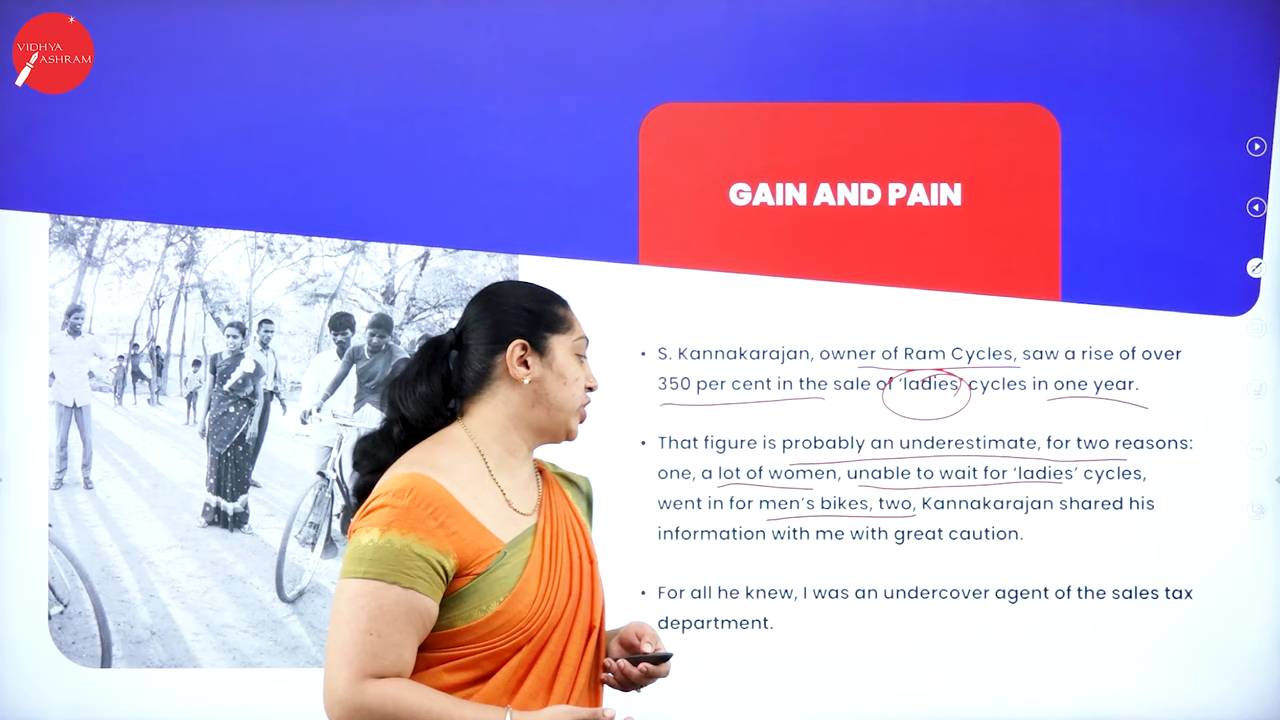 VIDHYA
ASHRAM
GAIN AND PAIN
• S. Kannakarajan, owner of Ram Cycles, saw a rise of over
350 per cent in the sale of ‘ladies’ cycles in one year.
• That figure is probably an underestimate, for two reasons:
one, a lot of women, unable to wait for ‘ladies’ cycles,
went in for men’s bikes, two, Kannakarajan shared his
information with me with great caution.
• For all he knew, I was an undercover agent of the sales tax
department.